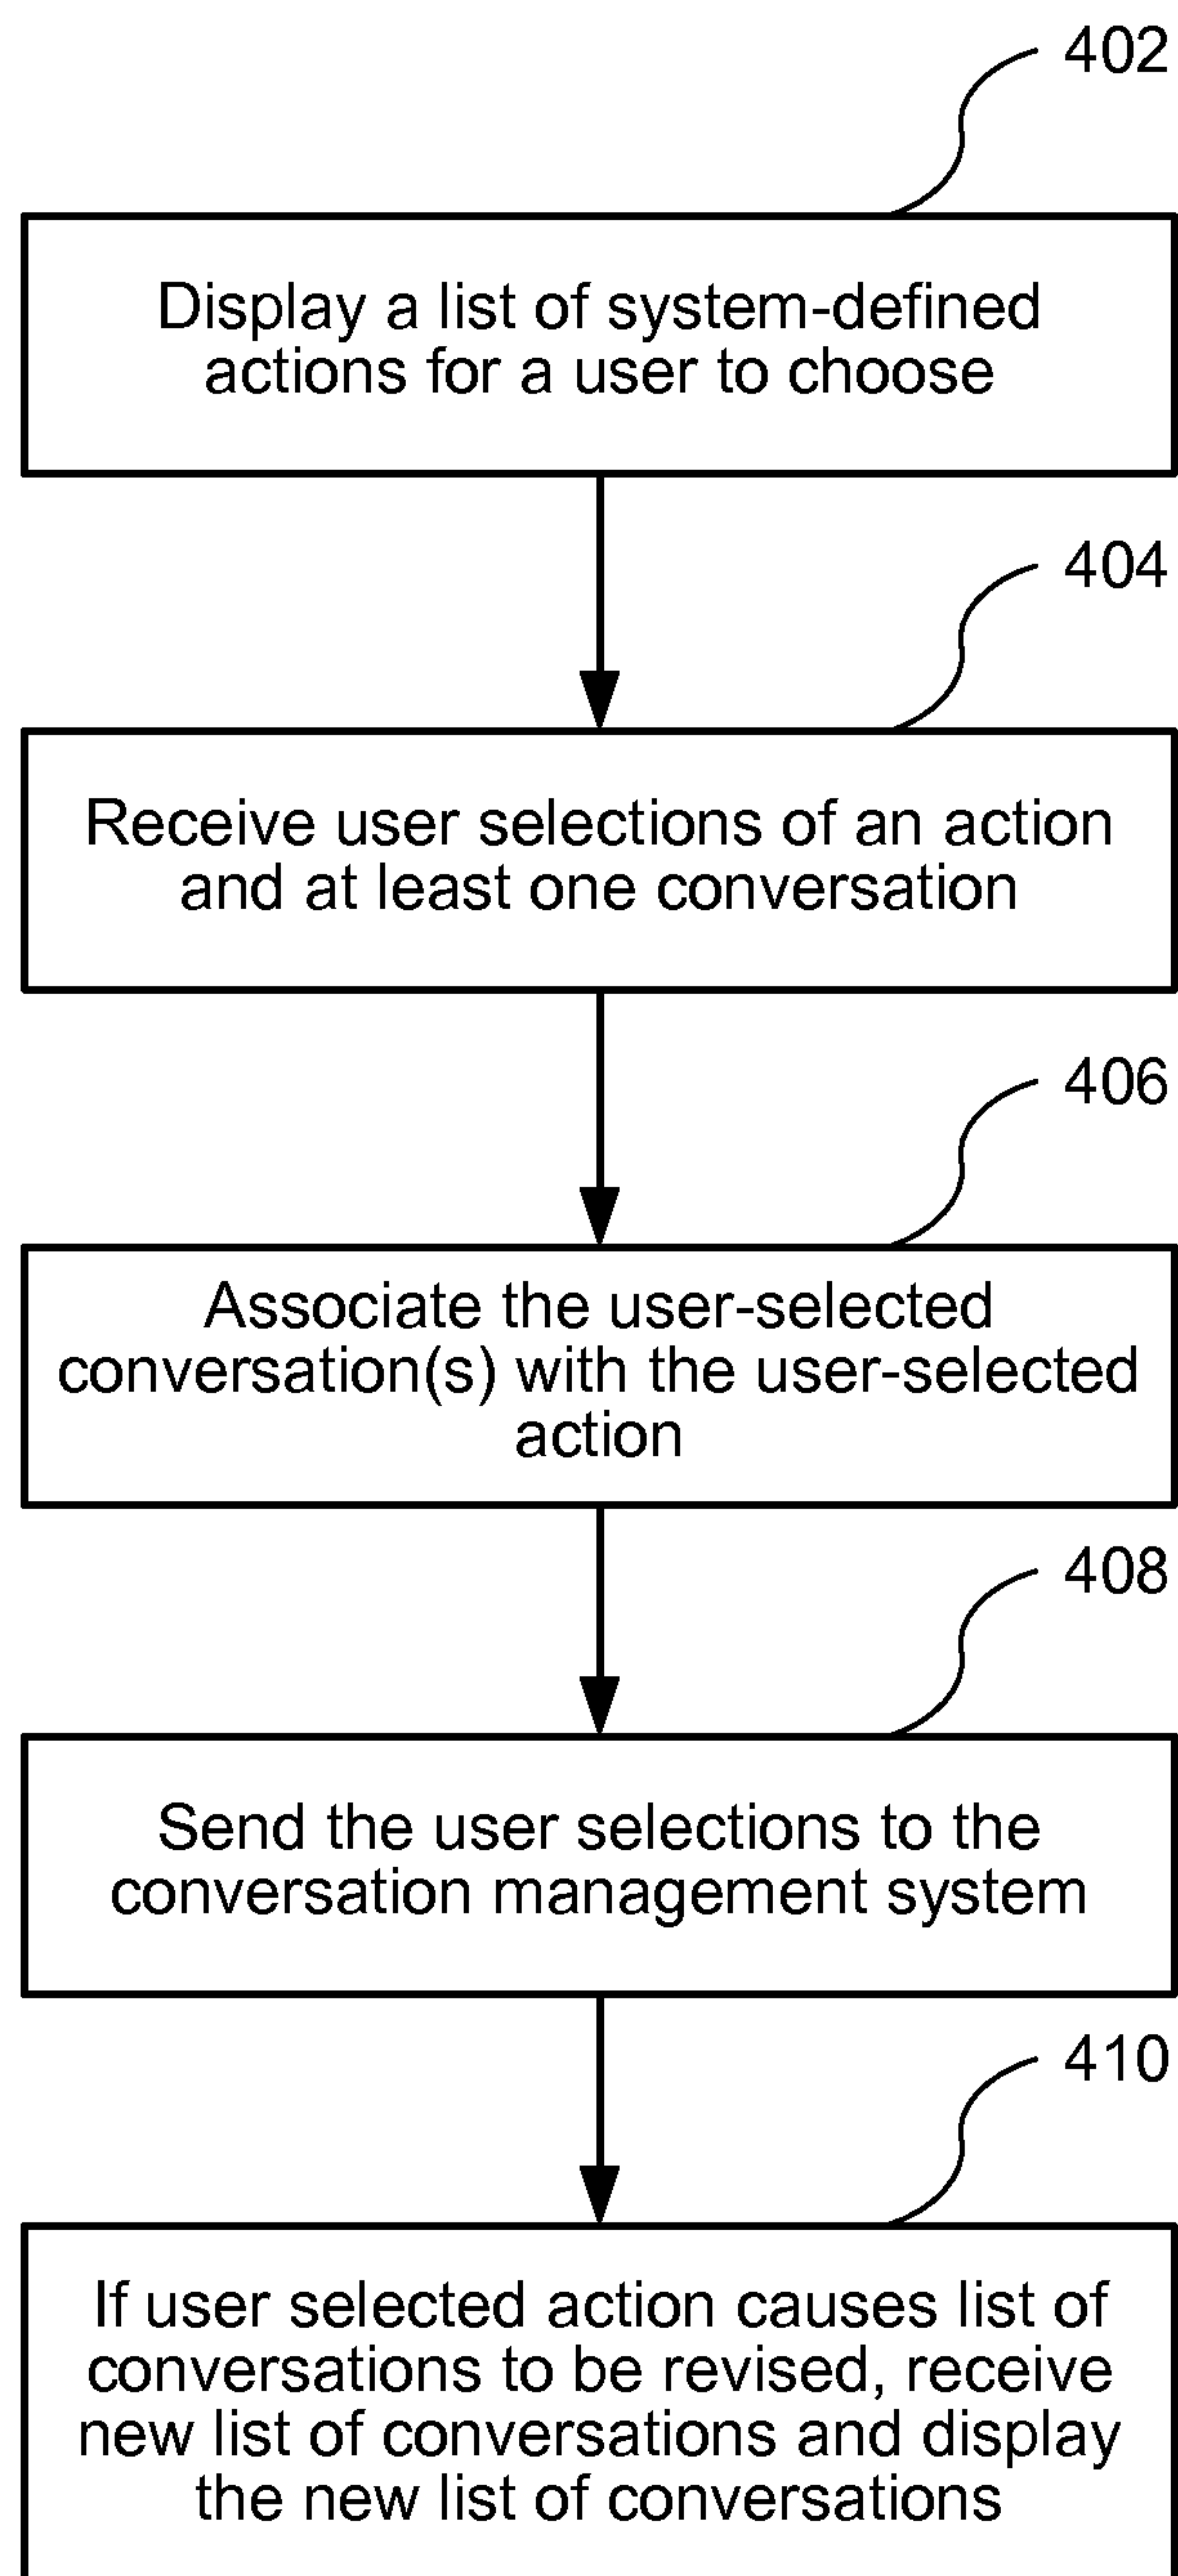 402
Display a list of system-defined
actions for a user to choose
404
Receive user selections of an action
and at least one conversation
406
Associate the user-selected
conversation(s) with the user-selected
action
408
Send the user selections to the
conversation management system
410
If user selected action causes list of
conversations to be revised, receive
new list of conversations and display
the new list of conversations